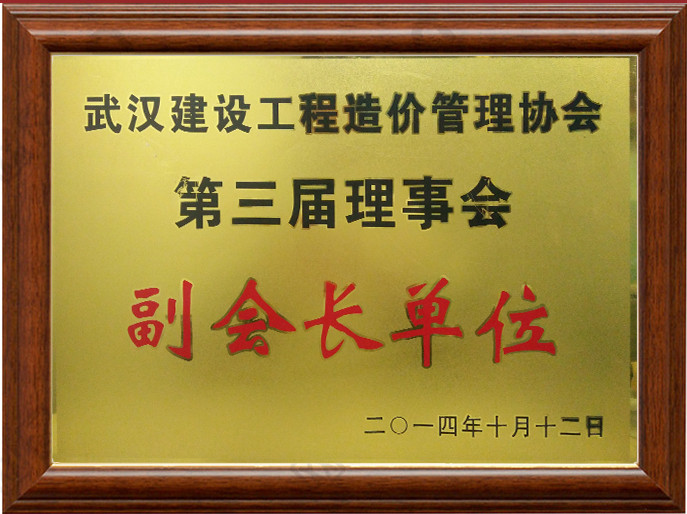 武汉建设工程造价管理协会
第三届理事会
副会长单位
二〇一四年十月十二日